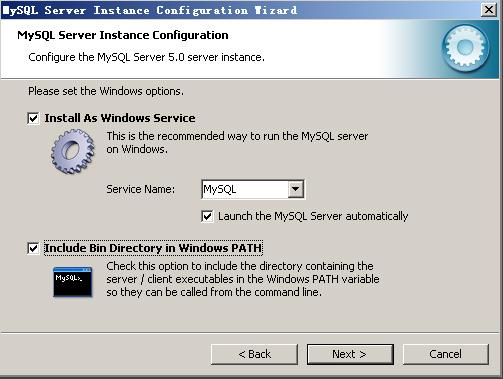 MySQL Server Instance Configuration Wizard
MySQL Server Instance Configuration
Configure the MySQL Server 5.0 server instance.
Please set the Windows options.
Install As Windows Service
This is the recommended way to run the MySQL server
on Windows.
Service Name: MySQL
Launch the MySQL Server automatically
Include Bin Directory in Windows PATH
MySQL>_
Check this option to include the directory containing the
server / client executables in the Windows PATH variable
so they can be called from the command line.
< Back Next > Cancel